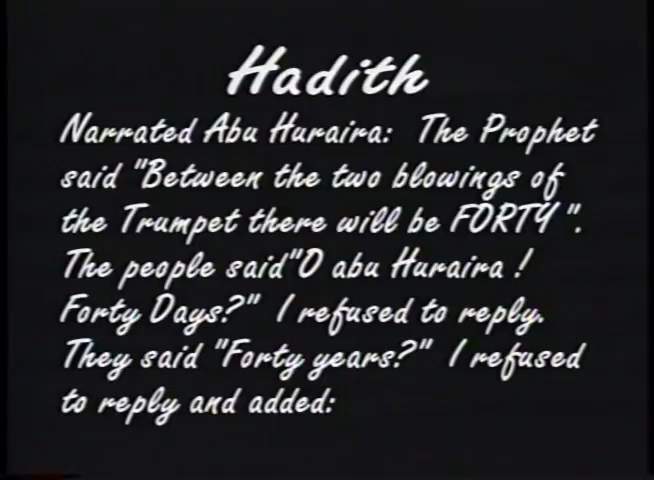 Hadith
Narrated Abu Huraira: The Prophet
said "Between the two blowings of
the Trumpet there will be FORTY".
The people said"O abu Huraira!
Forty Days?" I refused to reply.
They said "Forty years?" I refused
to reply and added: